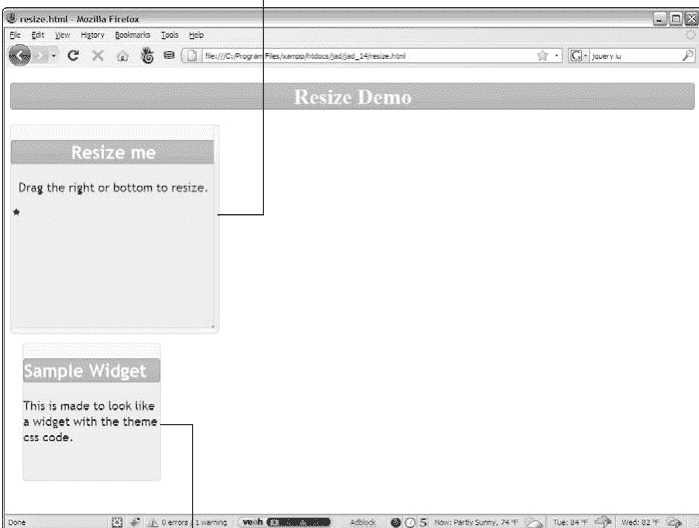 resize.html - Mozilla Firefox
File Edit View History Bookmarks Tools Help
file:///C:/Program Files/xampp/htdocs/jad/jad_14/resize.html
jquery iu
Resize Demo
Resize me
Drag the right or bottom to resize.
Sample Widget
This is made to look like
a widget with the theme
css code.
Done 0 errors / 1 warning veoh Adblock 5 Now: Partly Sunny, 74 °F Tue: 84 °F Wed: 82 °F